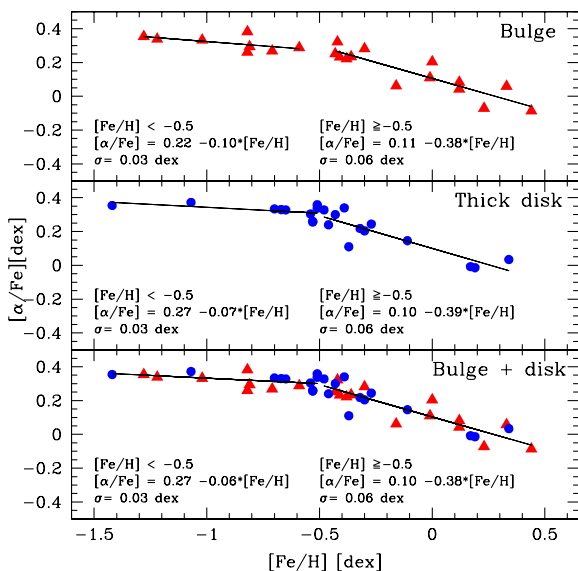 0.4
Bulge
0.2
0
-0.2
-0.4
[Fe/H] < -0.5
[α/Fe] = 0.22 -0.10*[Fe/H]
σ= 0.03 dex
[Fe/H] ≧-0.5
[α/Fe] = 0.11 -0.38*[Fe/H]
σ= 0.06 dex
[α/Fe][dex]
0.4
Thick disk
0.2
0
-0.2
-0.4
[Fe/H] < -0.5
[α/Fe] = 0.27 -0.07*[Fe/H]
σ= 0.03 dex
[Fe/H] ≧-0.5
[α/Fe] = 0.10 -0.39*[Fe/H]
σ= 0.06 dex
0.4
Bulge + disk
0.2
0
-0.2
-0.4
[Fe/H] < -0.5
[α/Fe] = 0.27 -0.06*[Fe/H]
σ= 0.03 dex
[Fe/H] ≧-0.5
[α/Fe] = 0.10 -0.38*[Fe/H]
σ= 0.06 dex
-1.5 -1 -0.5 0 0.5
[Fe/H] [dex]